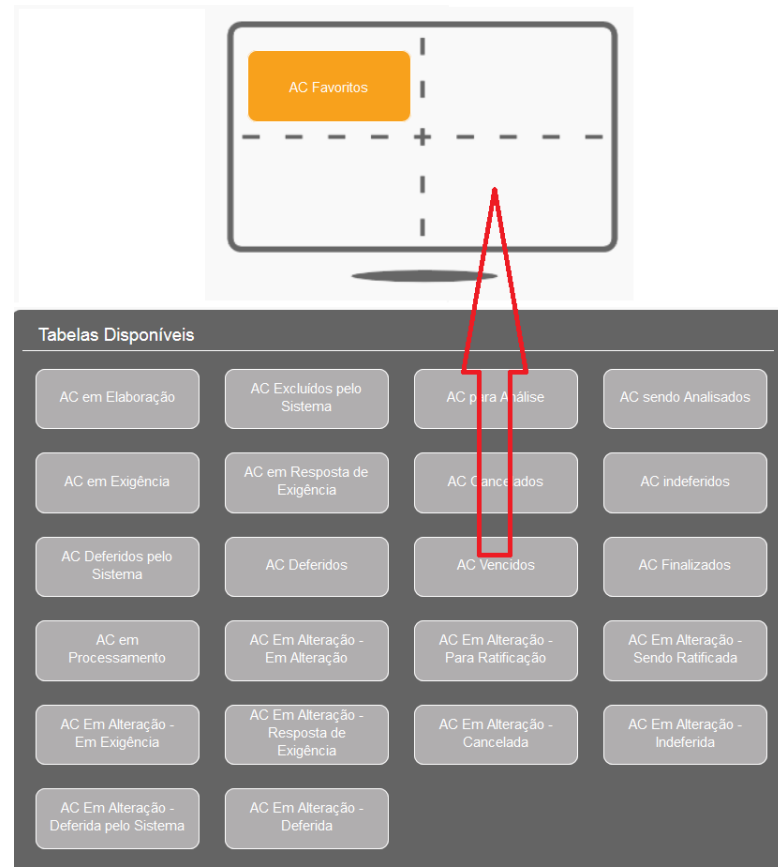 AC Favoritos
Tabelas Disponíveis
AC em Elaboração
AC Excluídos pelo
Sistema
AC para Análise
AC sendo Analisados
AC em Exigência
AC em Resposta de
Exigência
AC Cancelados
AC indeferidos
AC Deferidos pelo
Sistema
AC Deferidos
AC Vencidos
AC Finalizados
AC em
Processamento
AC Em Alteração -
Em Alteração
AC Em Alteração -
Para Ratificação
AC Em Alteração -
Sendo Ratificada
AC Em Alteração -
Em Exigência
AC Em Alteração -
Resposta de
Exigência
AC Em Alteração -
Cancelada
AC Em Alteração -
Indeferida
AC Em Alteração -
Deferida pelo Sistema
AC Em Alteração -
Deferida